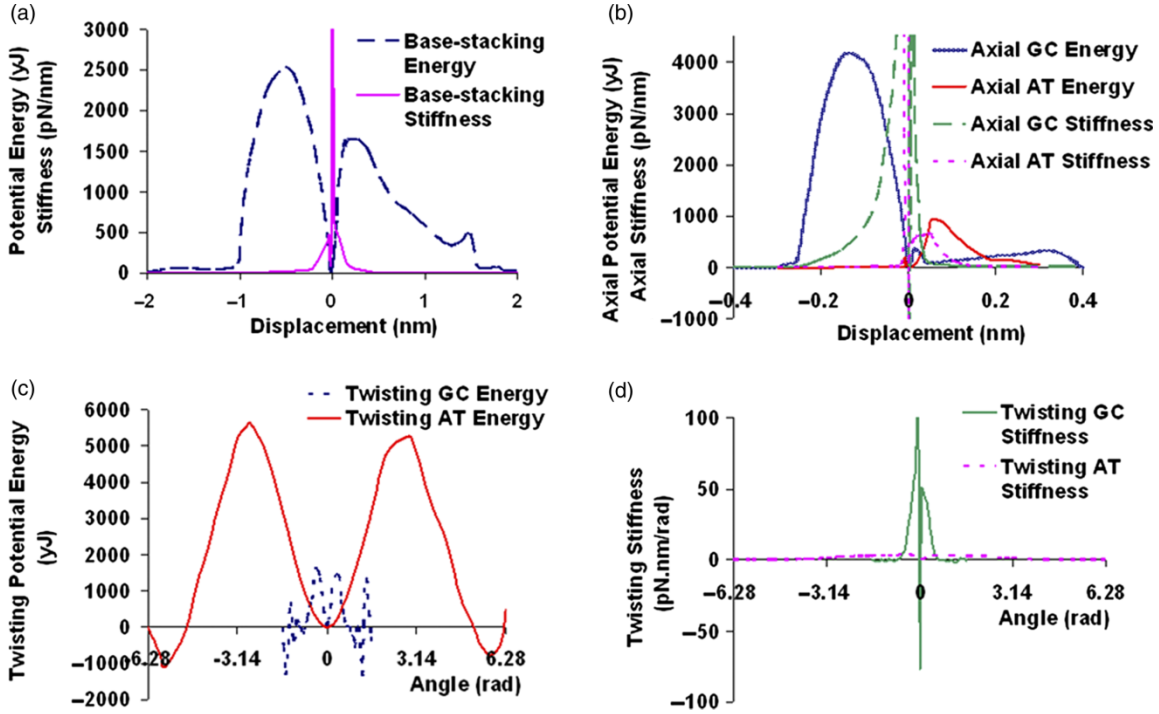 (a)
Potential Energy (yJ)
Stiffness (pN/nm)
3000
2500
2000
1500
1000
500
0
−2
−1
0
1
2
Displacement (nm)
Base-stacking
Energy
Base-stacking
Stiffness
(b)
Axial Potential Energy (yJ)
Axial Stiffness (pN/nm)
4000
3000
2000
1000
0
−1000
−0.4
−0.2
0
0.2
0.4
Displacement (nm)
Axial GC Energy
Axial AT Energy
Axial GC Stiffness
Axial AT Stiffness
(c)
Twisting Potential Energy
(yJ)
6000
5000
4000
3000
2000
1000
0
−1000
−2000
-6.28
-3.14
0
3.14
6.28
Angle (rad)
Twisting GC Energy
Twisting AT Energy
(d)
Twisting Stiffness
(pN.nm/rad)
100
50
0
−50
−100
−6.28
−3.14
0
3.14
6.28
Angle (rad)
Twisting GC
Stiffness
Twisting AT
Stiffness